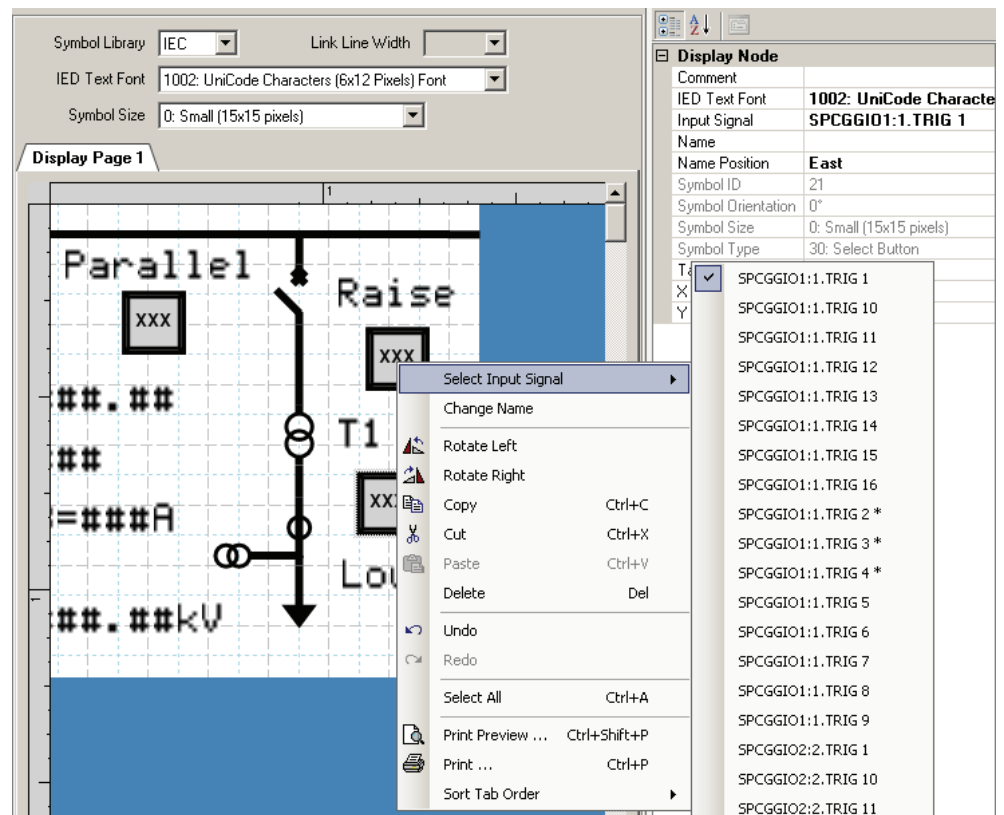 Symbol Library IEC Link Line Width
IED Text Font 1002: UniCode Characters (6x12 Pixels) Font
Symbol Size 0: Small (15x15 pixels)
Display Page 1
1
Parallel
xxx
Raise
xxx
##.##
T1
##
=###A
##.##kV
1
Select Input Signal
Change Name
Rotate Left
Rotate Right
Copy Ctrl+C
Cut Ctrl+X
Paste Ctrl+V
Delete Del
Undo
Redo
Select All Ctrl+A
Print Preview ... Ctrl+Shift+P
Print ... Ctrl+P
Sort Tab Order
Display Node
Comment
IED Text Font 1002: UniCode Characte
Input Signal SPCGGIO1:1.TRIG 1
Name
Name Position East
Symbol ID 21
Symbol Orientation 0°
Symbol Size 0: Small (15x15 pixels)
Symbol Type 30: Select Button
X
Y
SPCGGIO1:1.TRIG 1
SPCGGIO1:1.TRIG 10
SPCGGIO1:1.TRIG 11
SPCGGIO1:1.TRIG 12
SPCGGIO1:1.TRIG 13
SPCGGIO1:1.TRIG 14
SPCGGIO1:1.TRIG 15
SPCGGIO1:1.TRIG 16
SPCGGIO1:1.TRIG 2 *
SPCGGIO1:1.TRIG 3 *
SPCGGIO1:1.TRIG 4 *
SPCGGIO1:1.TRIG 5
SPCGGIO1:1.TRIG 6
SPCGGIO1:1.TRIG 7
SPCGGIO1:1.TRIG 8
SPCGGIO1:1.TRIG 9
SPCGGIO2:2.TRIG 1
SPCGGIO2:2.TRIG 10
SPCGGIO2:2.TRIG 11